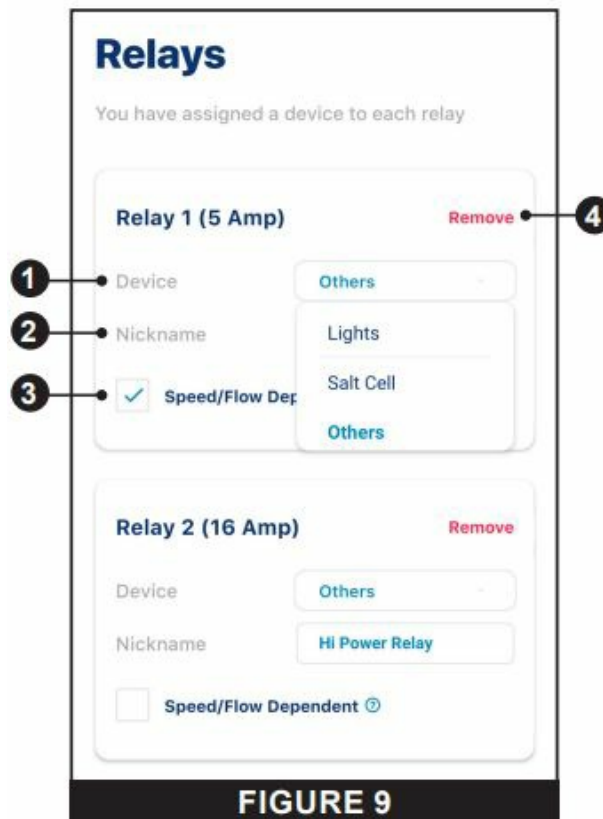 Relays
You have assigned a device to each relay
Relay 1 (5 Amp) Remove 4
1 Device Others
2 Nickname Lights
3 Speed/Flow Dep Salt Cell
Others
Relay 2 (16 Amp) Remove
Device Others
Nickname Hi Power Relay
Speed/Flow Dependent ?
FIGURE 9